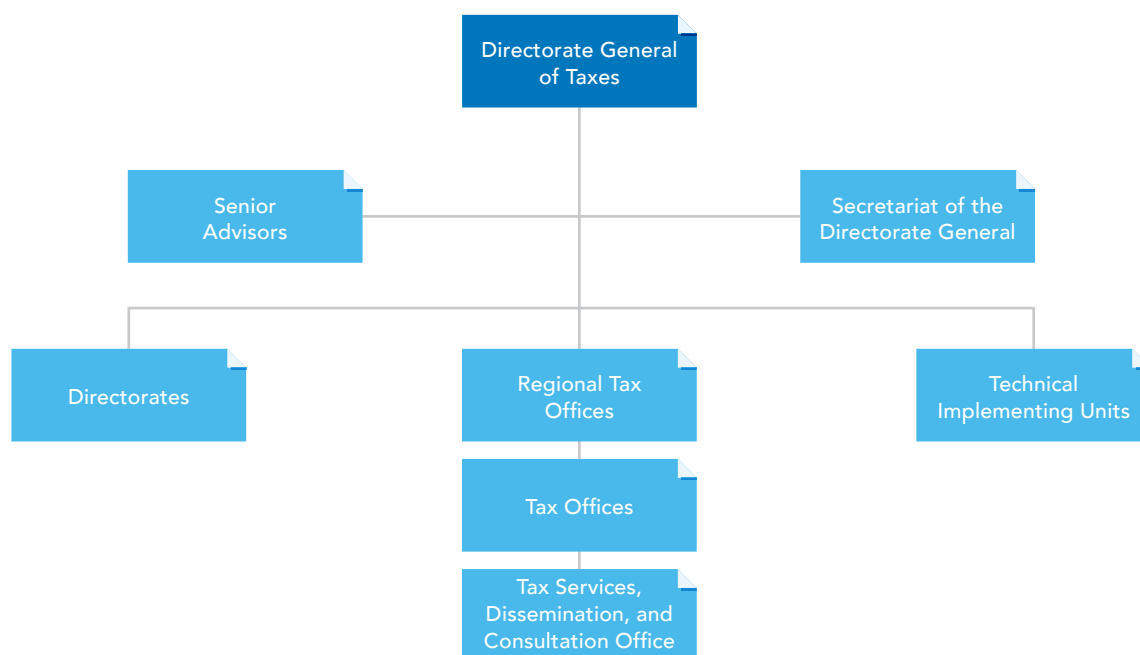 Directorate General
of Taxes
Senior
Advisors
Secretariat of the
Directorate General
Directorates
Regional Tax
Offices
Technical
Implementing Units
Tax Offices
Tax Services,
Dissemination, and
Consultation Office